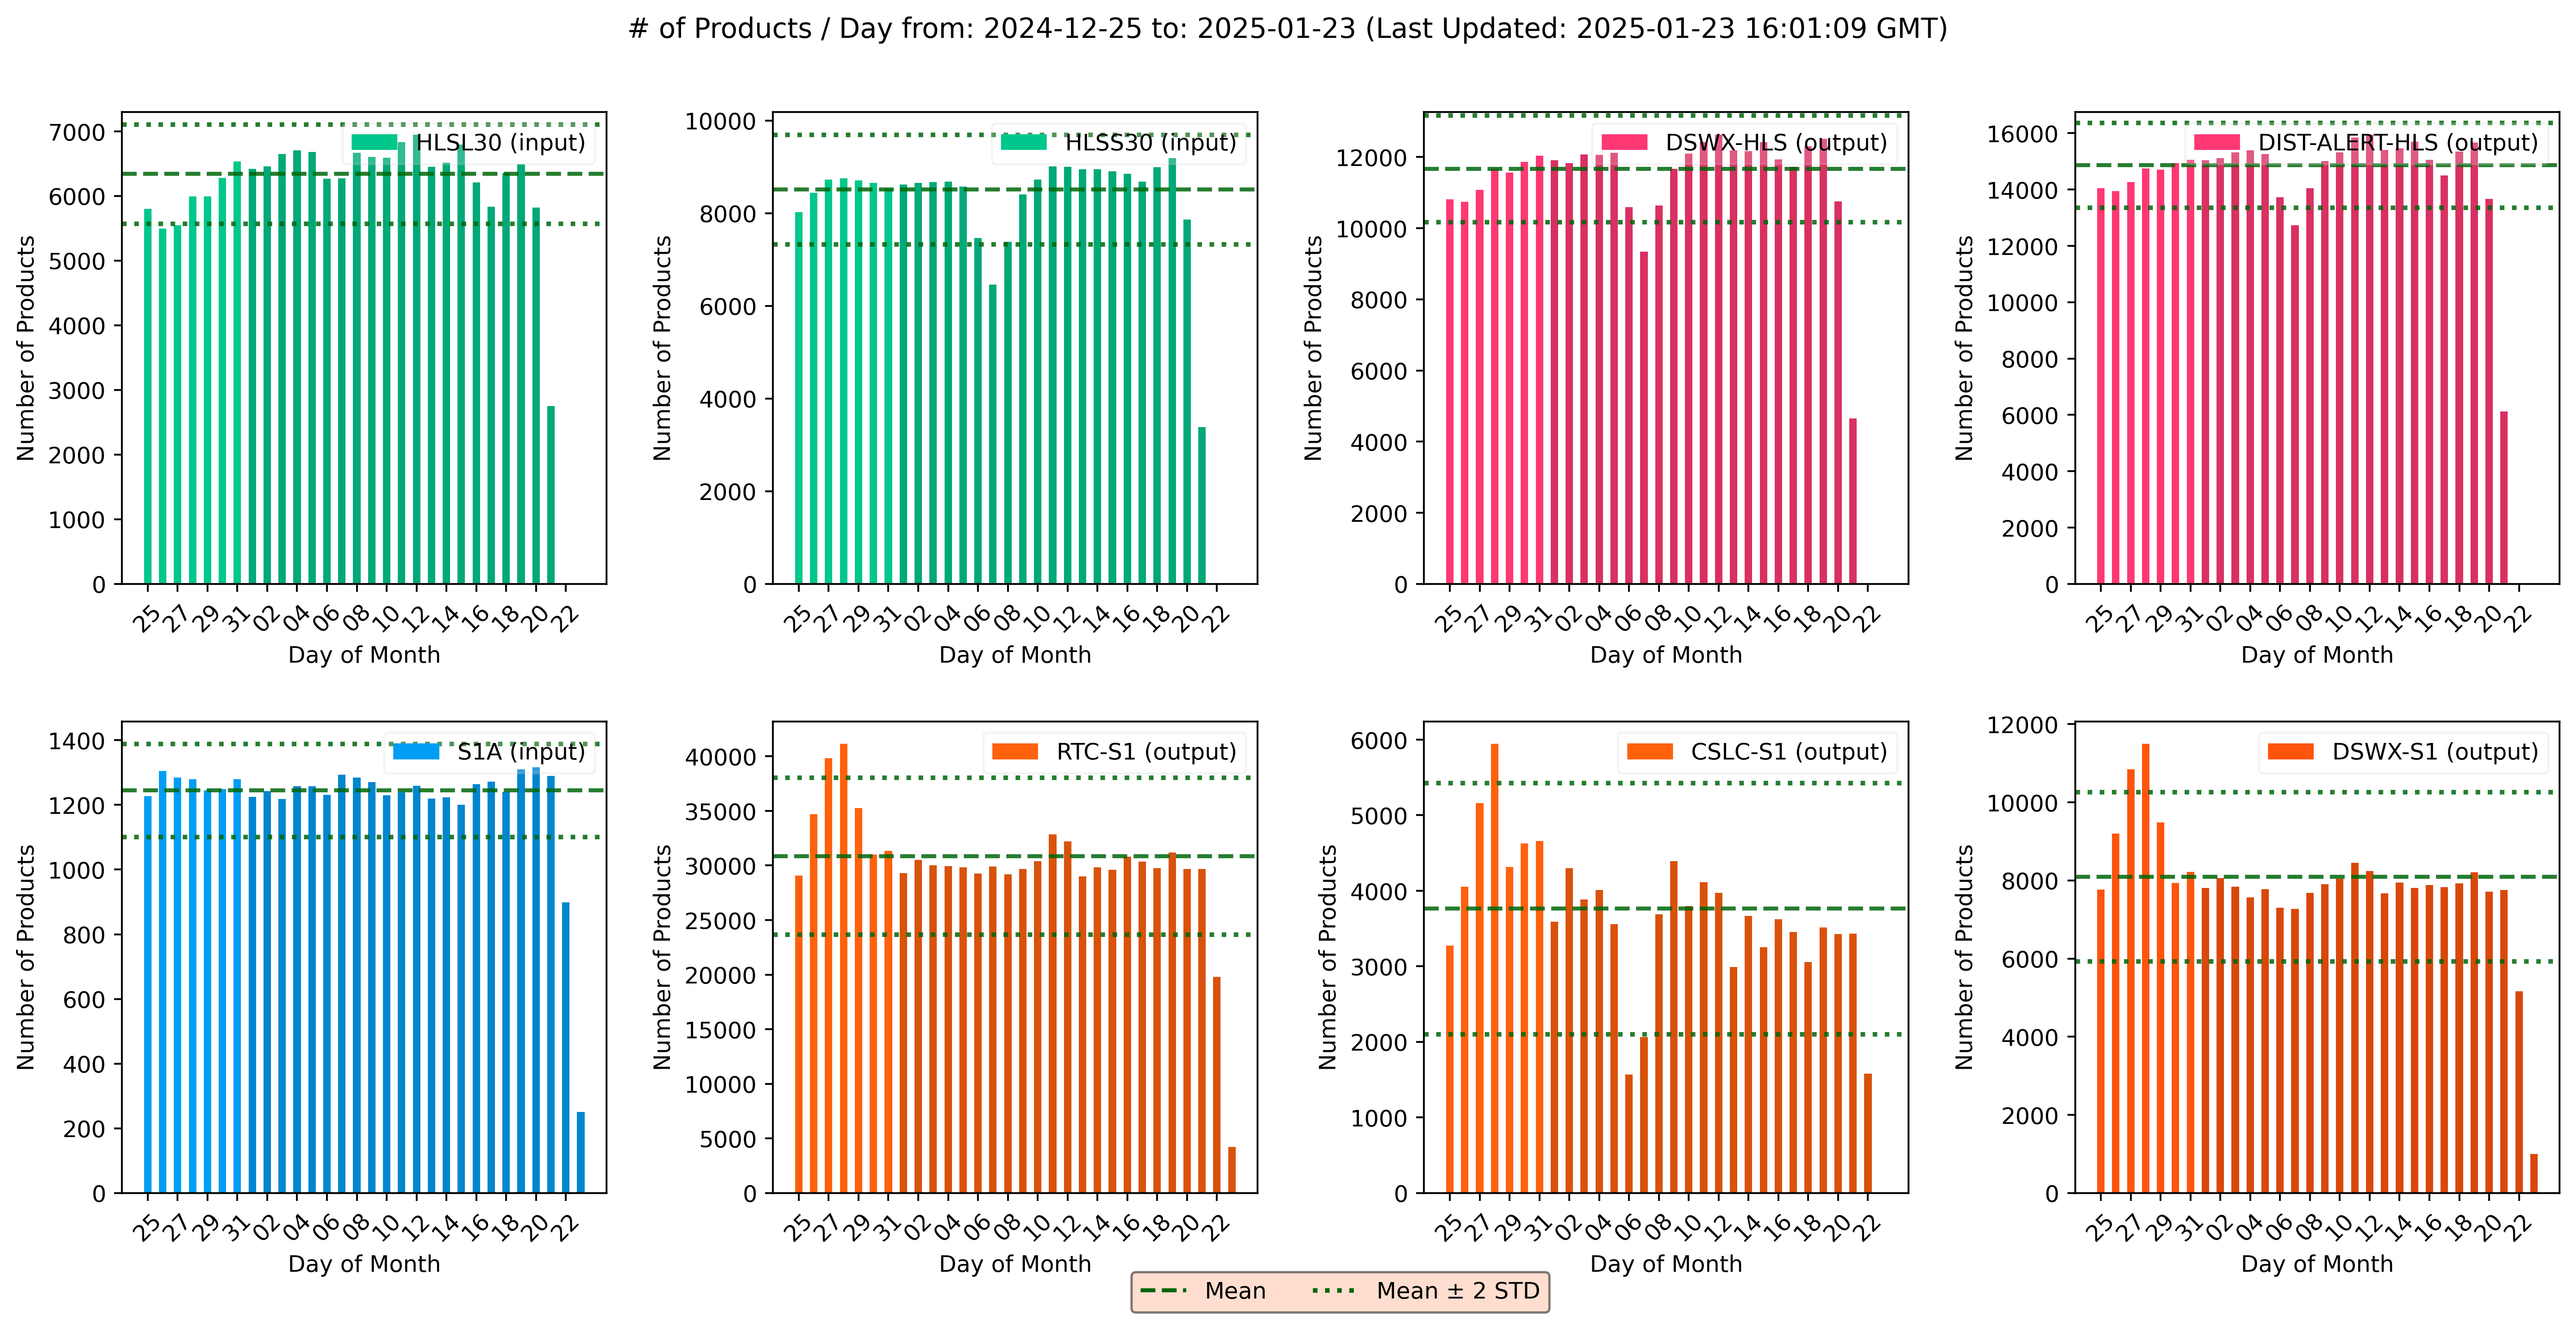 # of Products / Day from: 2024-12-25 to: 2025-01-23 (Last Updated: 2025-01-23 16:01:09 GMT)
HLSL30 (input)
Number of Products
7000
6000
5000
4000
3000
2000
1000
0
25 27 29 31 02 04 06 08 10 12 14 16 18 20 22
Day of Month
HLSS30 (input)
Number of Products
10000
8000
6000
4000
2000
0
25 27 29 31 02 04 06 08 10 12 14 16 18 20 22
Day of Month
DSWX-HLS (output)
Number of Products
12000
10000
8000
6000
4000
2000
0
25 27 29 31 02 04 06 08 10 12 14 16 18 20 22
Day of Month
DIST-ALERT-HLS (output)
Number of Products
16000
14000
12000
10000
8000
6000
4000
2000
0
25 27 29 31 02 04 06 08 10 12 14 16 18 20 22
Day of Month
S1A (input)
Number of Products
1400
1200
1000
800
600
400
200
0
25 27 29 31 02 04 06 08 10 12 14 16 18 20 22
Day of Month
RTC-S1 (output)
Number of Products
40000
35000
30000
25000
20000
15000
10000
5000
0
25 27 29 31 02 04 06 08 10 12 14 16 18 20 22
Day of Month
CSLC-S1 (output)
Number of Products
6000
5000
4000
3000
2000
1000
0
25 27 29 31 02 04 06 08 10 12 14 16 18 20 22
Day of Month
DSWX-S1 (output)
Number of Products
12000
10000
8000
6000
4000
2000
0
25 27 29 31 02 04 06 08 10 12 14 16 18 20 22
Day of Month
Mean
Mean ± 2 STD